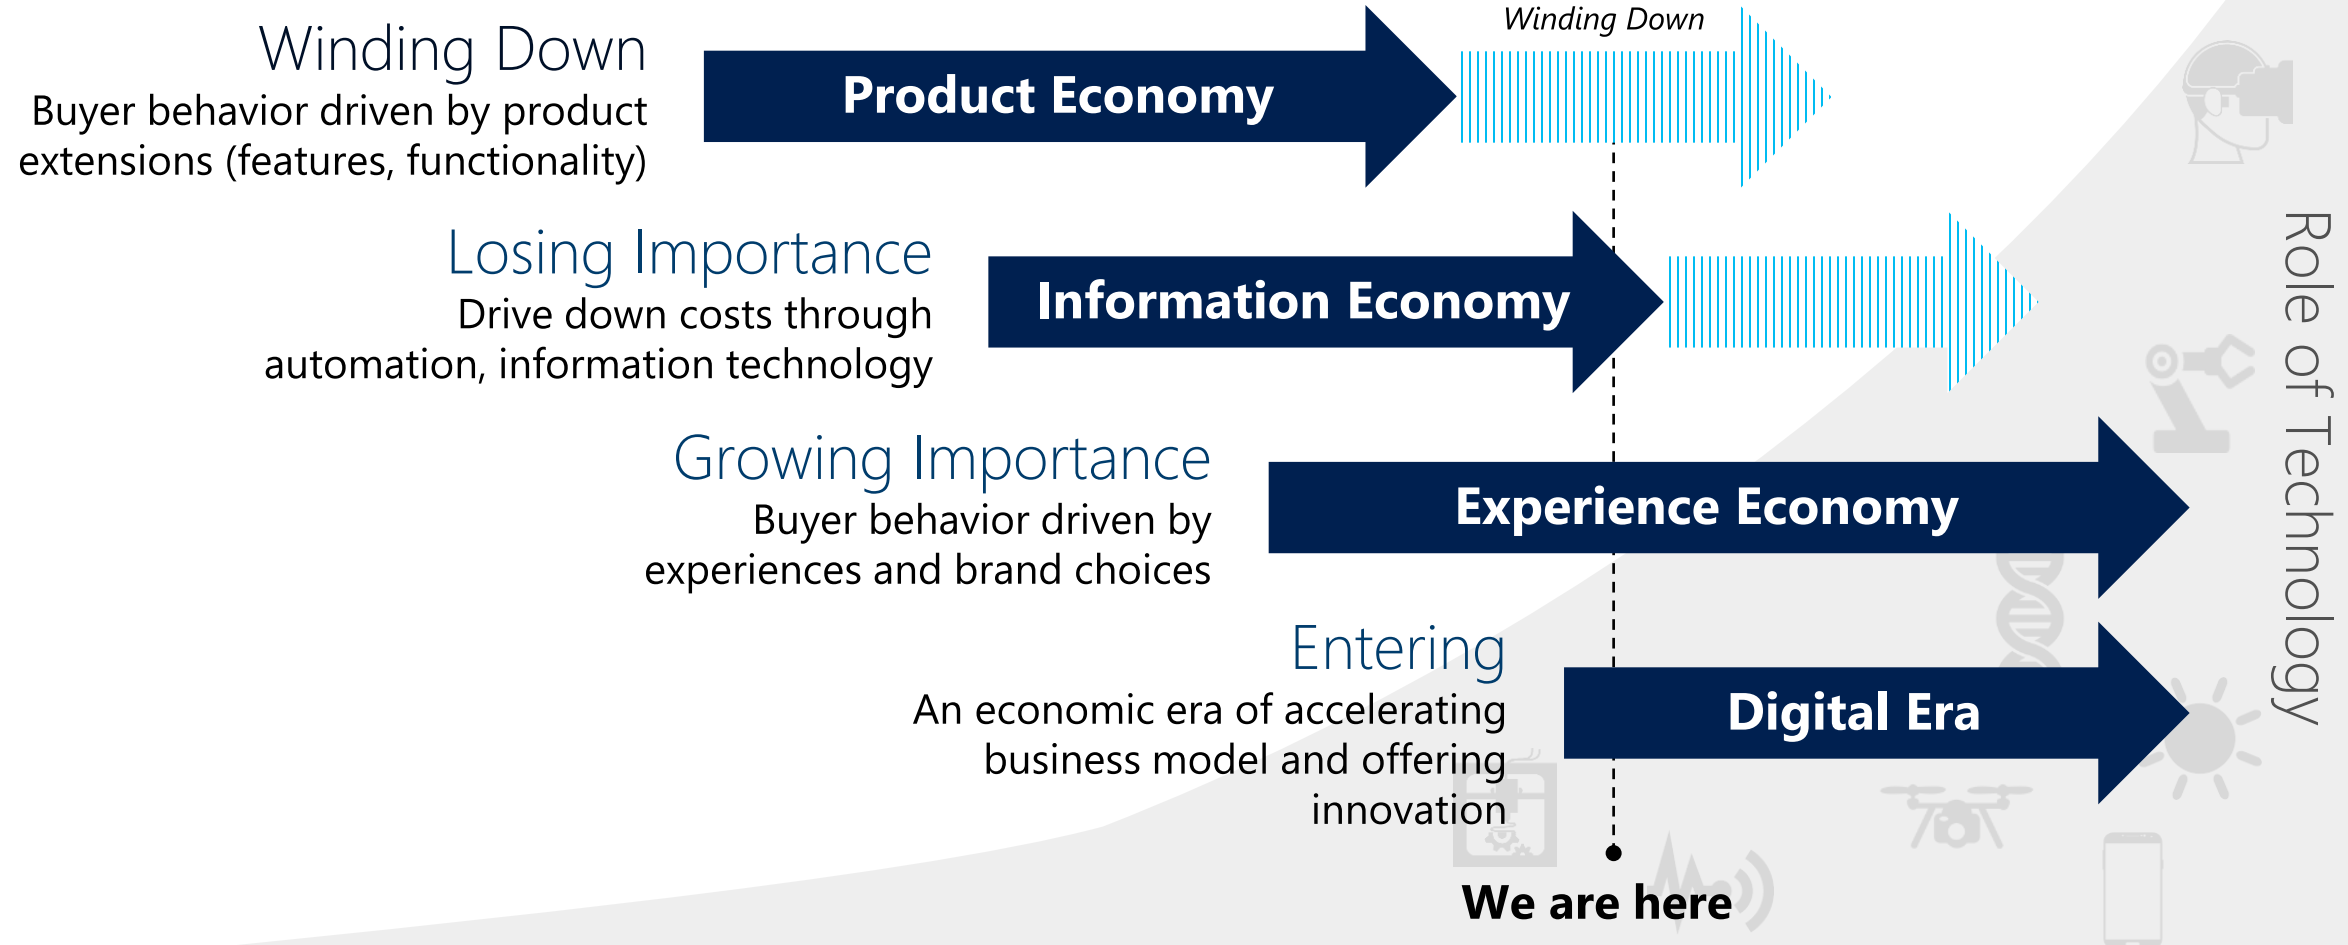 Winding Down
Buyer behavior driven by product
extensions (features, functionality)
Product Economy
Winding Down
Losing Importance
Drive down costs through
automation, information technology
Information Economy
Growing Importance
Buyer behavior driven by
experiences and brand choices
Experience Economy
Entering
An economic era of accelerating
business model and offering
innovation
Digital Era
We are here
Role of Technology